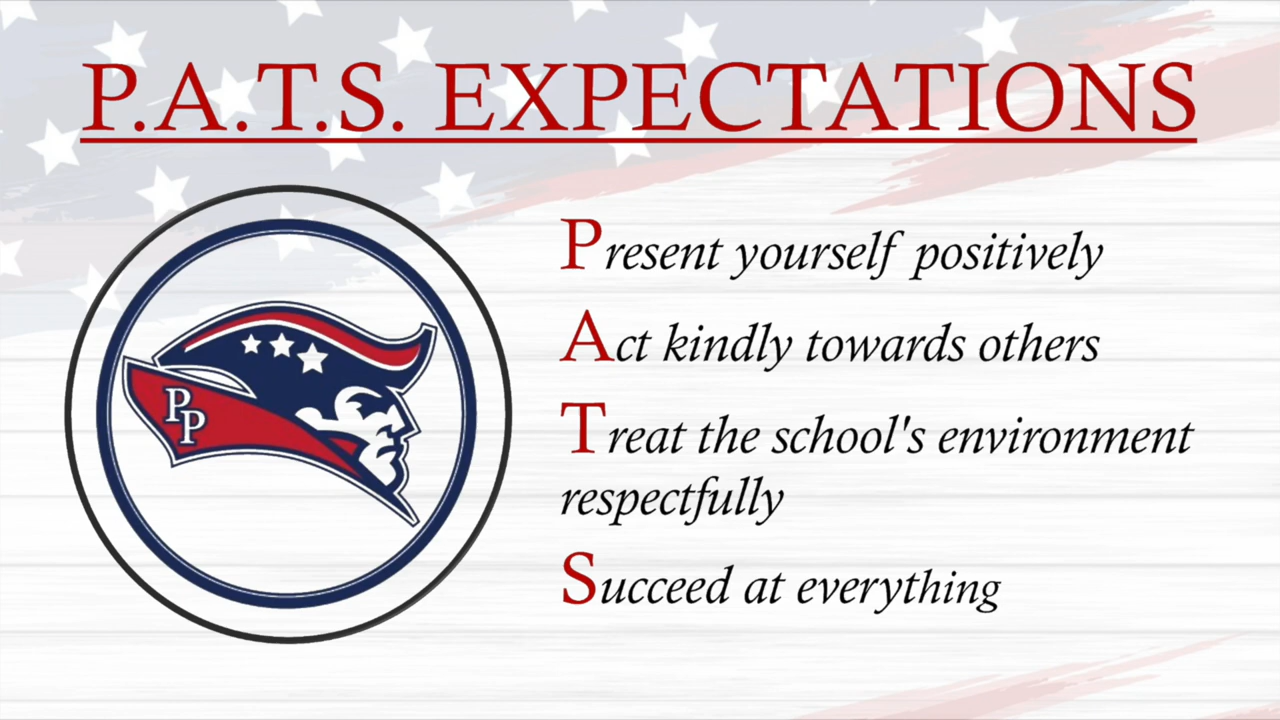 P.A.T.S. EXPECTATIONS
PP
Present yourself positively
Act kindly towards others
Treat the school's environment
respectfully
Succeed at everything